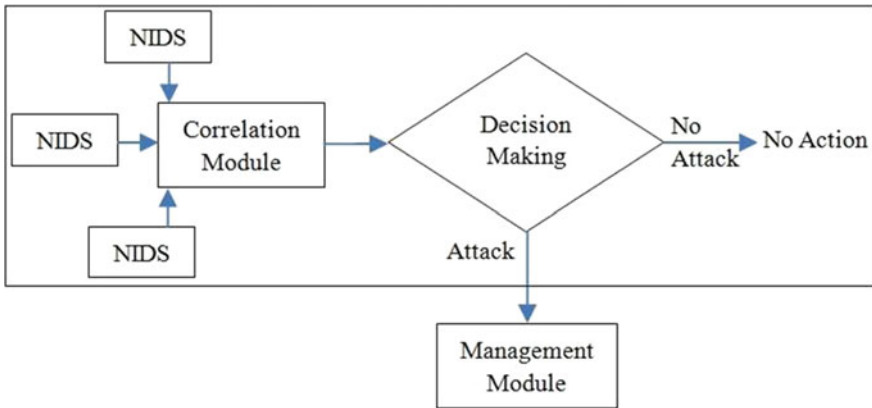 NIDS
NIDS
Correlation
Module
NIDS
Decision
Making
No
Attack
No Action
Attack
Management
Module